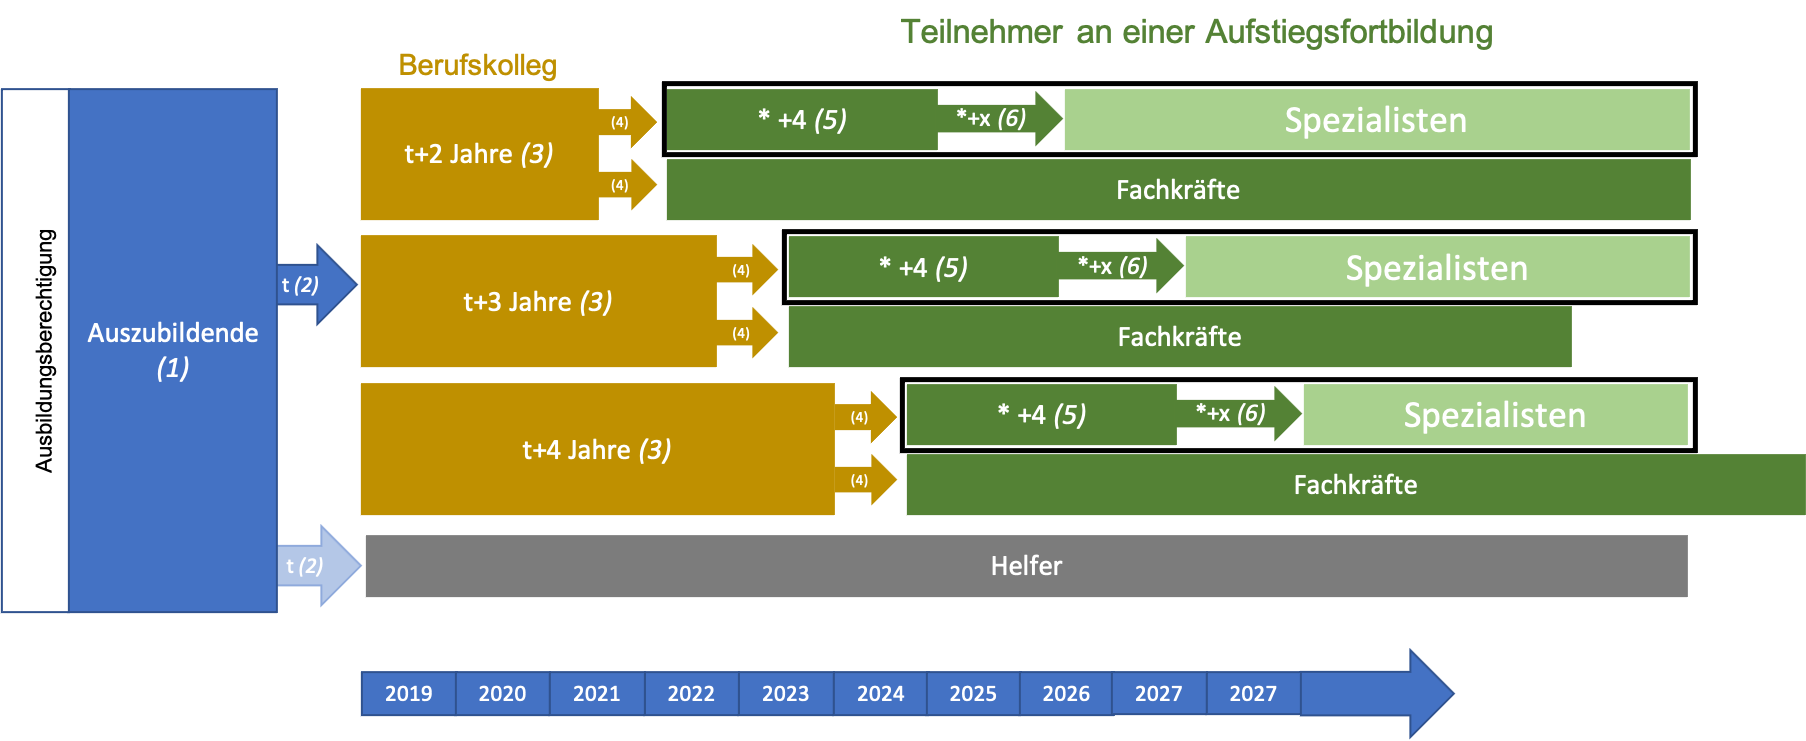 Teilnehmer an einer Aufstiegsfortbildung
Berufskolleg
Ausbildungsberechtigung
Auszubildende
(1)
t (2)
t (2)
t+2 Jahre (3)
(4)
(4)
* +4 (5)
*+x (6)
Spezialisten
Fachkräfte
t+3 Jahre (3)
(4)
(4)
* +4 (5)
*+x (6)
Spezialisten
Fachkräfte
t+4 Jahre (3)
(4)
(4)
* +4 (5)
*+x (6)
Spezialisten
Fachkräfte
Helfer
2019 2020 2021 2022 2023 2024 2025 2026 2027 2027